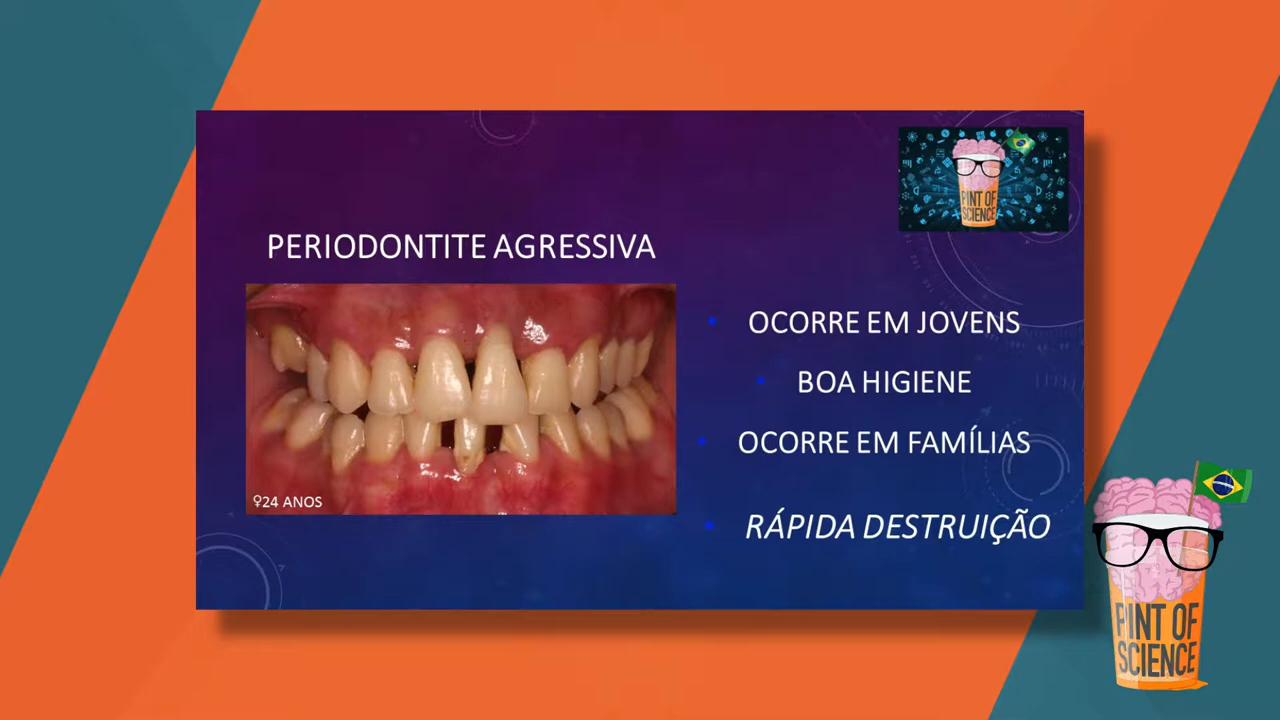 PINT OF
SCIENCE
PERIODONTITE AGRESSIVA
♀24 ANOS
• OCORRE EM JOVENS
• BOA HIGIENE
• OCORRE EM FAMÍLIAS
• RÁPIDA DESTRUIÇÃO
PINT OF
SCIENCE